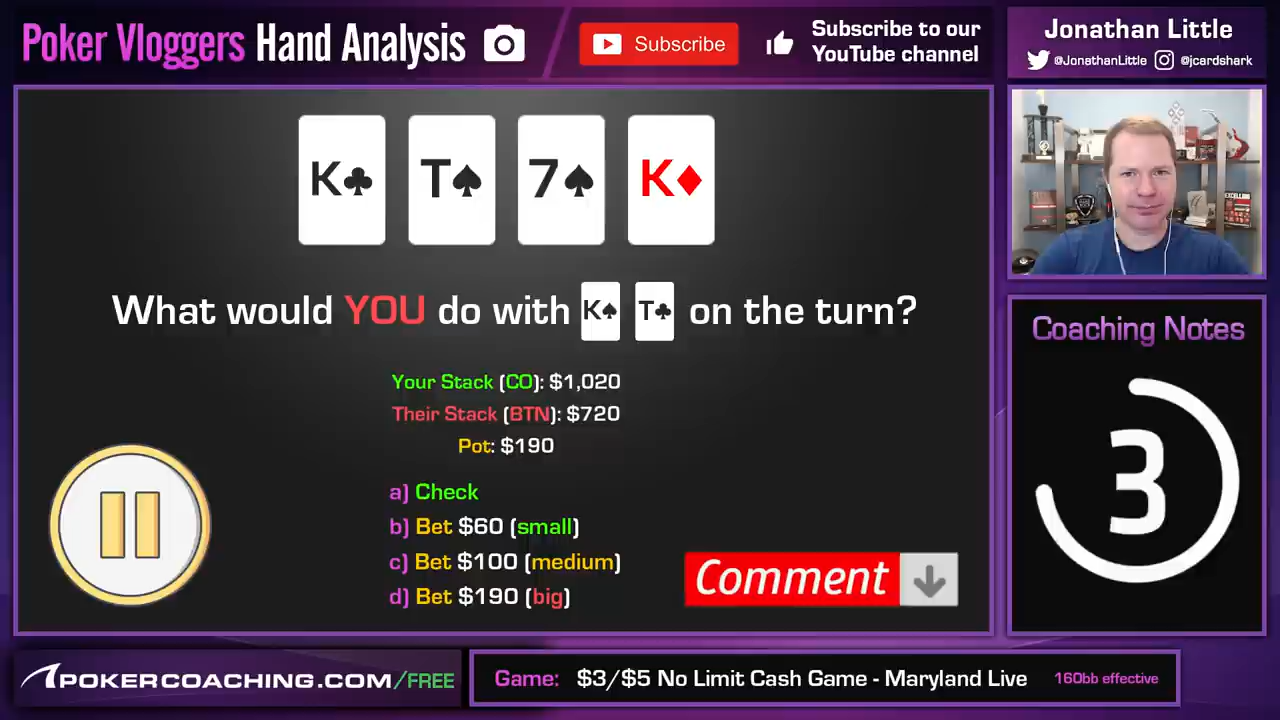 Poker Vloggers Hand Analysis
Subscribe
Subscribe to our
YouTube channel
Jonathan Little
@JonathanLittle @jcardshark
K♣ T♠ 7♠ K♦
What would YOU do with K♠ T♣ on the turn?
Your Stack (CO): $1,020
Their Stack (BTN): $720
Pot: $190
a) Check
b) Bet $60 (small)
c) Bet $100 (medium)
d) Bet $190 (big)
Comment
Coaching Notes
3
POKERCOACHING.COM/FREE
Game: $3/$5 No Limit Cash Game - Maryland Live 160bb effective